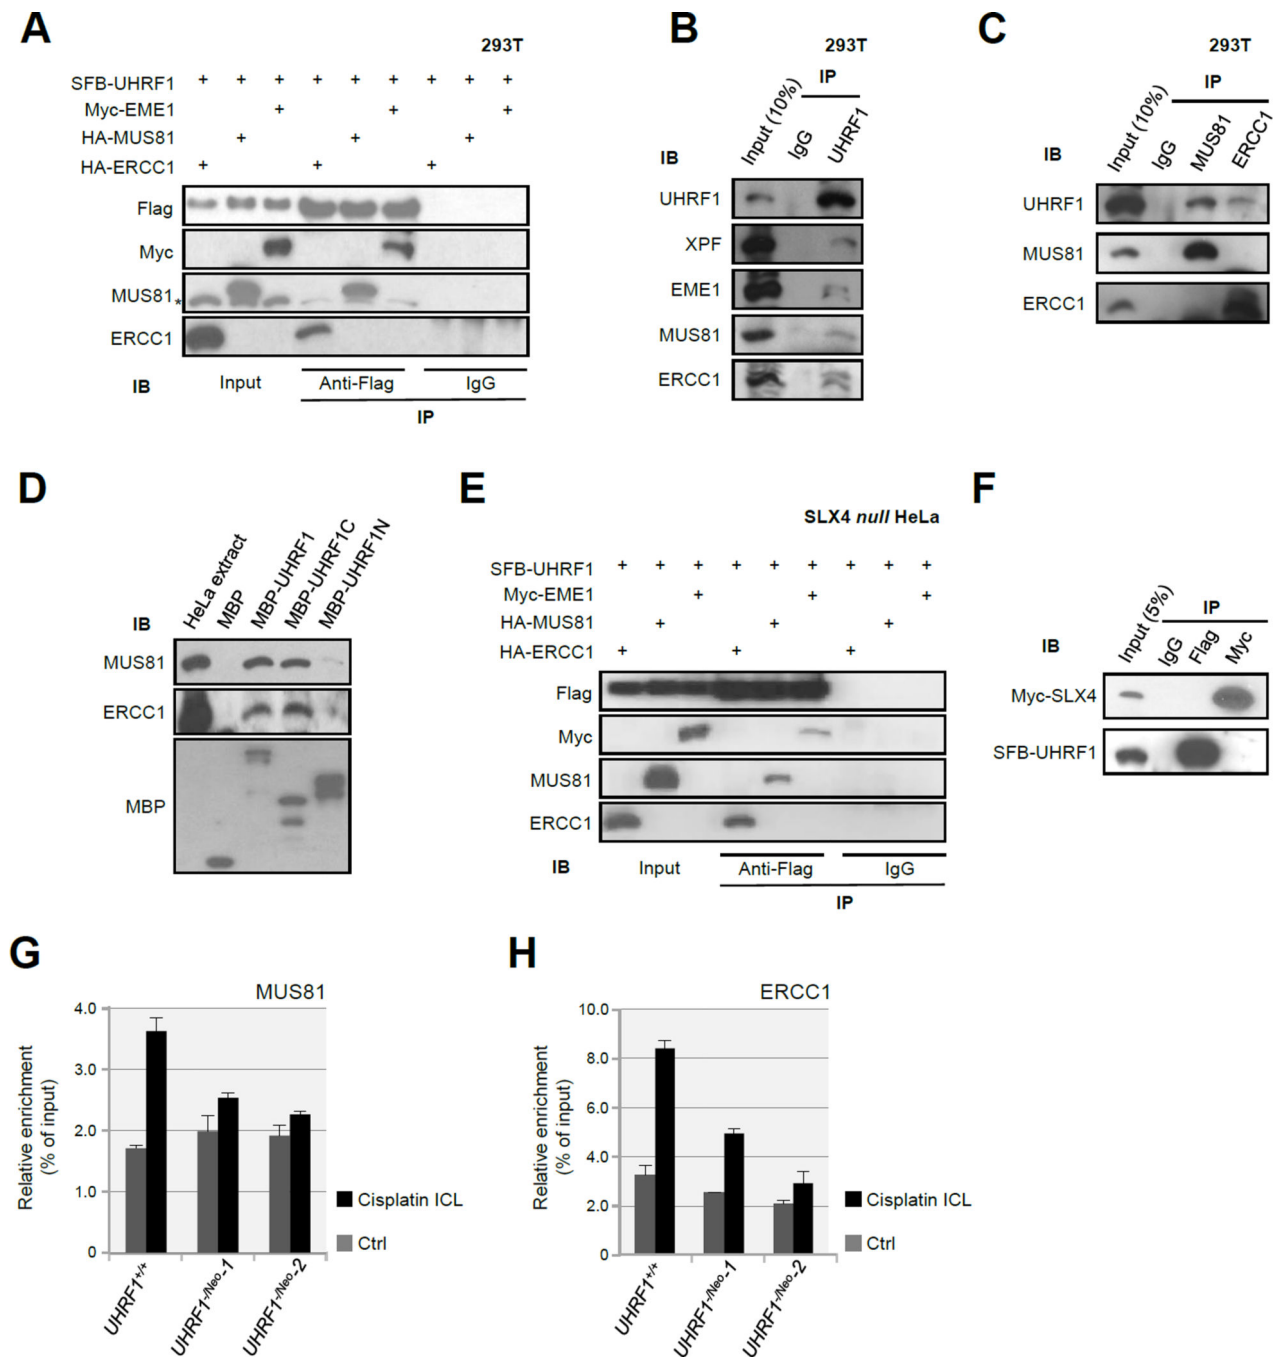 A
293T
SFB-UHRF1 + + + + + + + + +
Myc-EME1 + + +
HA-MUS81 + + +
HA-ERCC1 + + +
Flag
Myc
MUS81
*
ERCC1
IB Input Anti-Flag IgG
IP
B
293T
IP
IB Input (10%) IgG UHRF1
UHRF1
XPF
EME1
MUS81
ERCC1
C
293T
IP
IB Input (10%) IgG MUS81 ERCC1
UHRF1
MUS81
ERCC1
D
IB HeLa extract MBP MBP-UHRF1 MBP-UHRF1C MBP-UHRF1N
MUS81
ERCC1
MBP
E
SLX4 null HeLa
SFB-UHRF1 + + + + + + + + +
Myc-EME1 + + +
HA-MUS81 + + +
HA-ERCC1 + + +
Flag
Myc
MUS81
ERCC1
IB Input Anti-Flag IgG
IP
F
IP
IB Input (5%) IgG Flag Myc
Myc-SLX4
SFB-UHRF1
G
MUS81
Relative enrichment
(% of input)
4.0
3.0
2.0
1.0
0
UHRF1+/+ UHRF1-/Neo-1 UHRF1-/Neo-2
Cisplatin ICL
Ctrl
H
ERCC1
Relative enrichment
(% of input)
10.0
8.0
6.0
4.0
2.0
0
UHRF1+/+ UHRF1-/Neo-1 UHRF1-/Neo-2
Cisplatin ICL
Ctrl